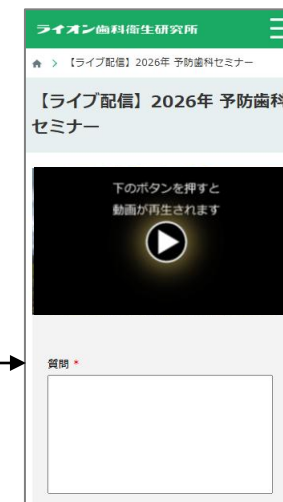 ライオン歯科衛生研究所
【ライブ配信】2026年 予防歯科セミナー
【ライブ配信】2026年 予防歯科
セミナー
下のボタンを押すと
動画が再生されます
質問 *